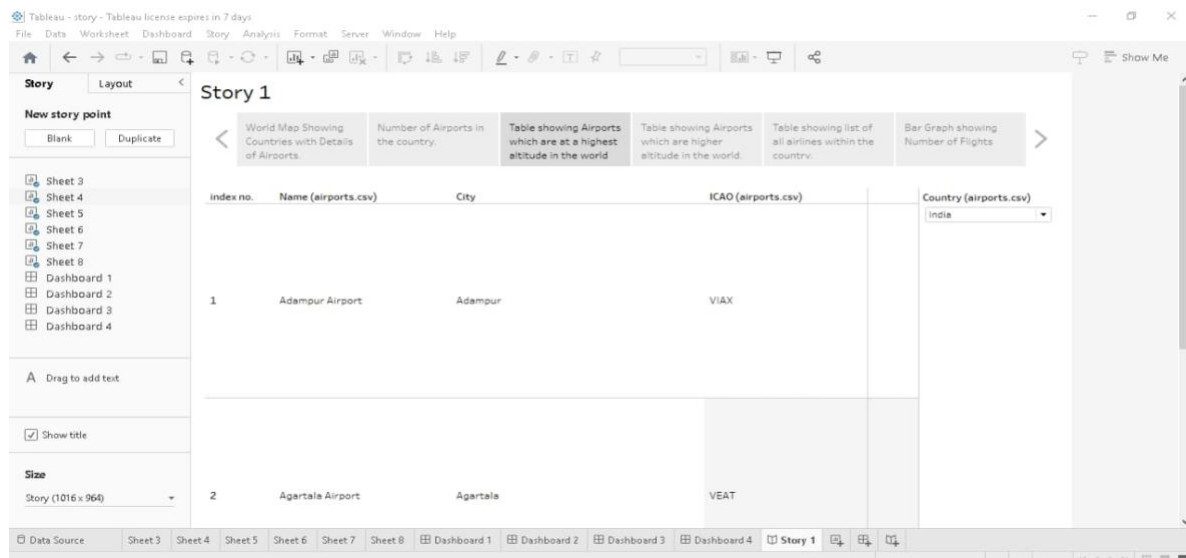 Tableau - story - Tableau license expires in 7 days
File Data Worksheet Dashboard Story Analysis Format Server Window Help
Show Me
Story Layout
New story point
Blank Duplicate
Sheet 3
Sheet 4
Sheet 5
Sheet 6
Sheet 7
Sheet 8
Dashboard 1
Dashboard 2
Dashboard 3
Dashboard 4
A Drag to add text
Show title
Size
Story (1016 x 964)
Story 1
World Map Showing
Countries with Details
of Airports.
Number of Airports in
the country.
Table showing Airports
which are at a highest
altitude in the world
Table showing Airports
which are higher
altitude in the world.
Table showing list of
all airlines within the
country.
Bar Graph showing
Number of Flights
index no. Name (airports.csv) City ICAO (airports.csv)
1 Adampur Airport Adampur VIAX
2 Agartala Airport Agartala VEAT
Country (airports.csv)
india
Data Source Sheet 3 Sheet 4 Sheet 5 Sheet 6 Sheet 7 Sheet 8 Dashboard 1 Dashboard 2 Dashboard 3 Dashboard 4 Story 1